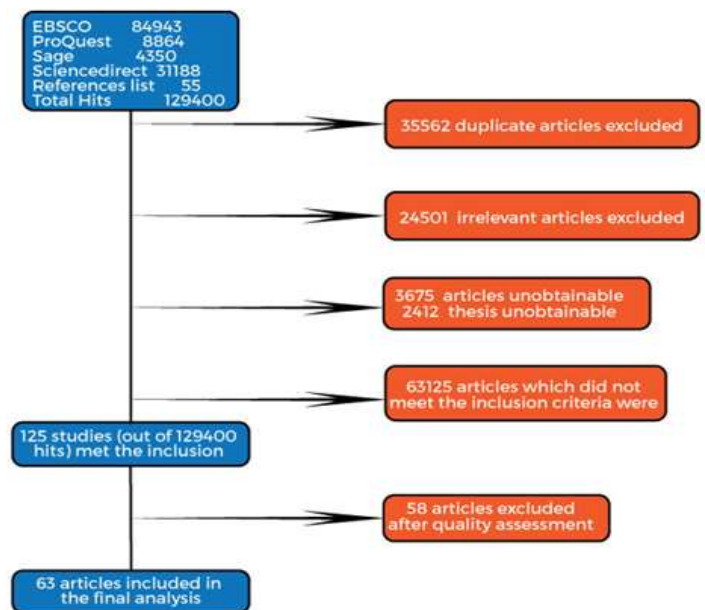 EBSCO 84943
ProQuest 8864
Sage 4350
Sciencedirect 31188
References list 55
Total Hits 129400
35562 duplicate articles excluded
24501 irrelevant articles excluded
3675 articles unobtainable
2412 thesis unobtainable
63125 articles which did not
meet the inclusion criteria were
125 studies (out of 129400
hits) met the inclusion
58 articles excluded
after quality assessment
63 articles included in
the final analysis